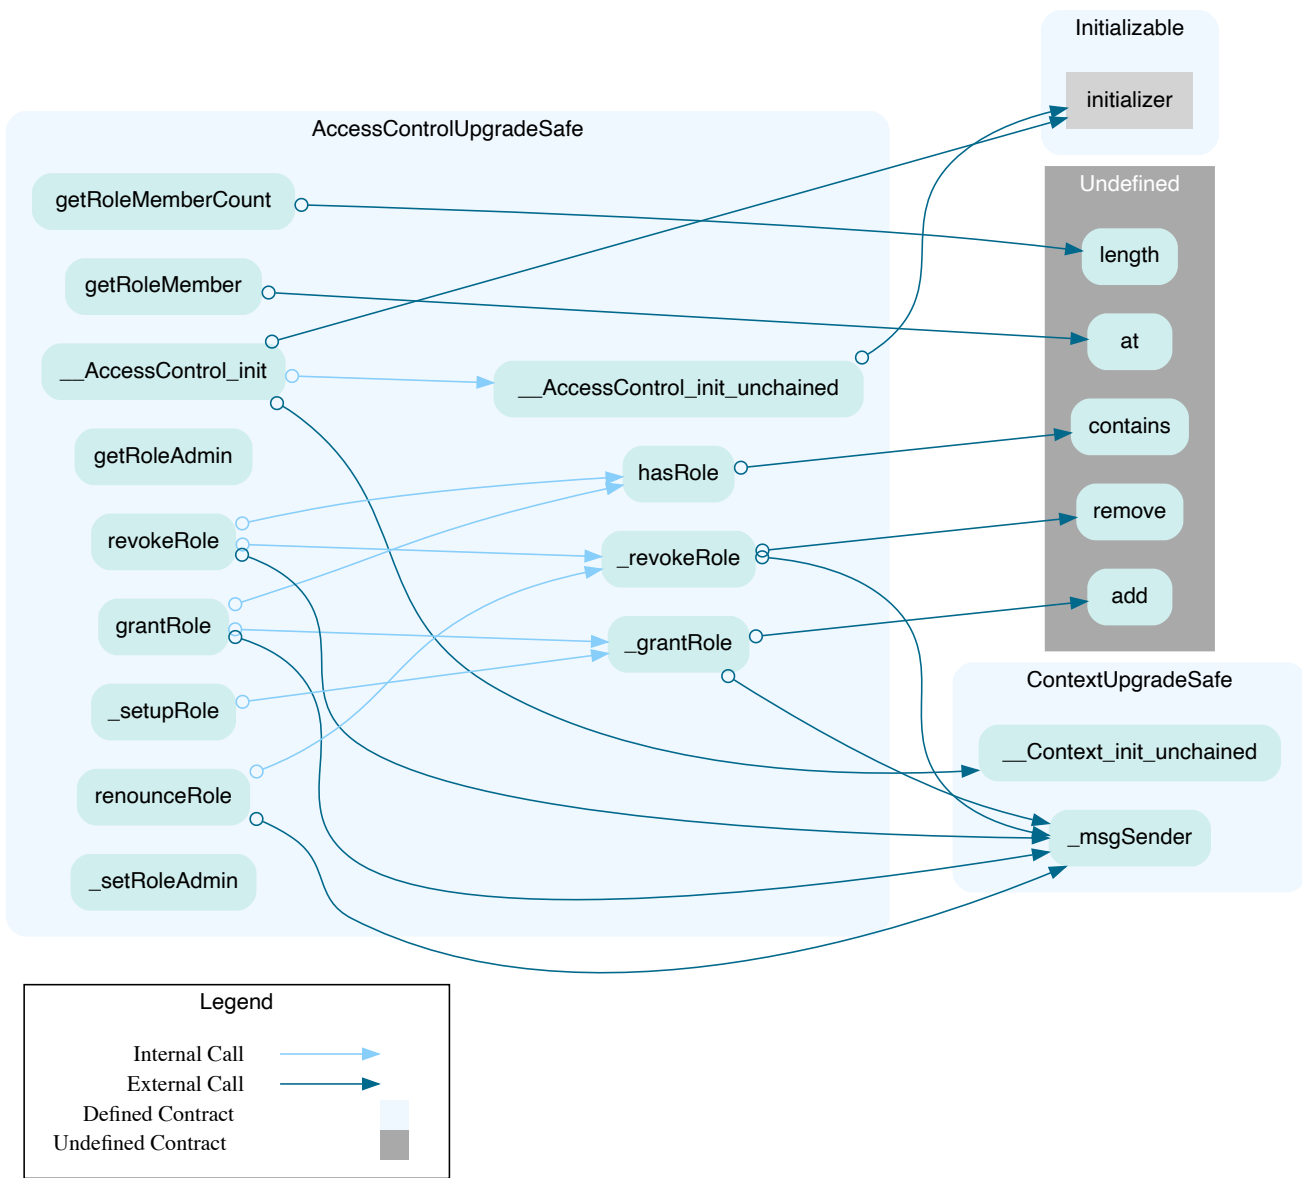 Initializable
initializer
AccessControlUpgradeSafe
getRoleMemberCount
getRoleMember
__AccessControl_init
getRoleAdmin
revokeRole
grantRole
_setupRole
renounceRole
_setRoleAdmin
__AccessControl_init_unchained
hasRole
_revokeRole
_grantRole
Undefined
length
at
contains
remove
add
ContextUpgradeSafe
__Context_init_unchained
_msgSender
Legend
Internal Call
External Call
Defined Contract
Undefined Contract